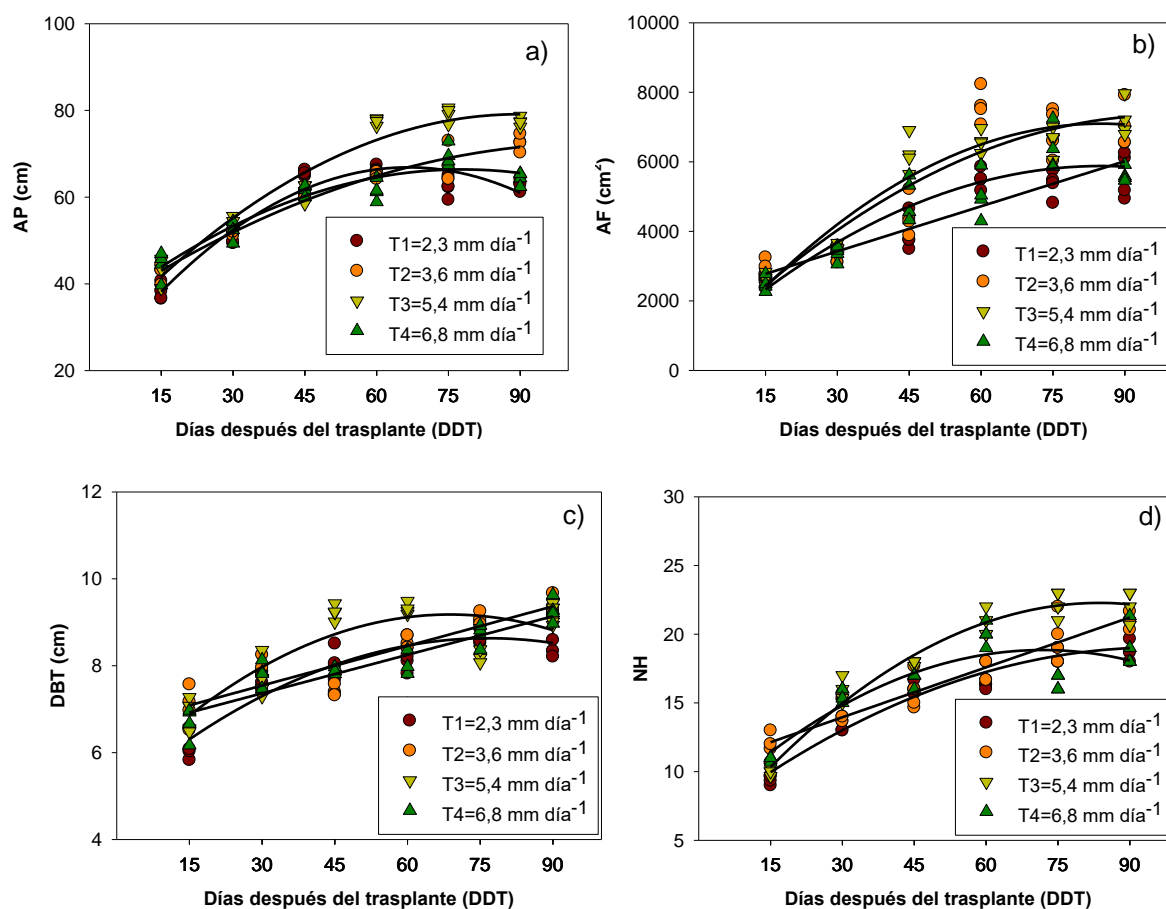 a)
AP (cm)
100
80
60
40
20
T1=2,3 mm día-1
T2=3,6 mm día-1
T3=5,4 mm día-1
T4=6,8 mm día-1
15 30 45 60 75 90
Días después del trasplante (DDT)
b)
AF (cm²)
10000
8000
6000
4000
2000
0
T1=2,3 mm día-1
T2=3,6 mm día-1
T3=5,4 mm día-1
T4=6,8 mm día-1
15 30 45 60 75 90
Días después del trasplante (DDT)
c)
DBT (cm)
12
10
8
6
4
T1=2,3 mm día-1
T2=3,6 mm día-1
T3=5,4 mm día-1
T4=6,8 mm día-1
15 30 45 60 75 90
Días después del trasplante (DDT)
d)
NH
30
25
20
15
10
5
T1=2,3 mm día-1
T2=3,6 mm día-1
T3=5,4 mm día-1
T4=6,8 mm día-1
15 30 45 60 75 90
Días después del trasplante (DDT)